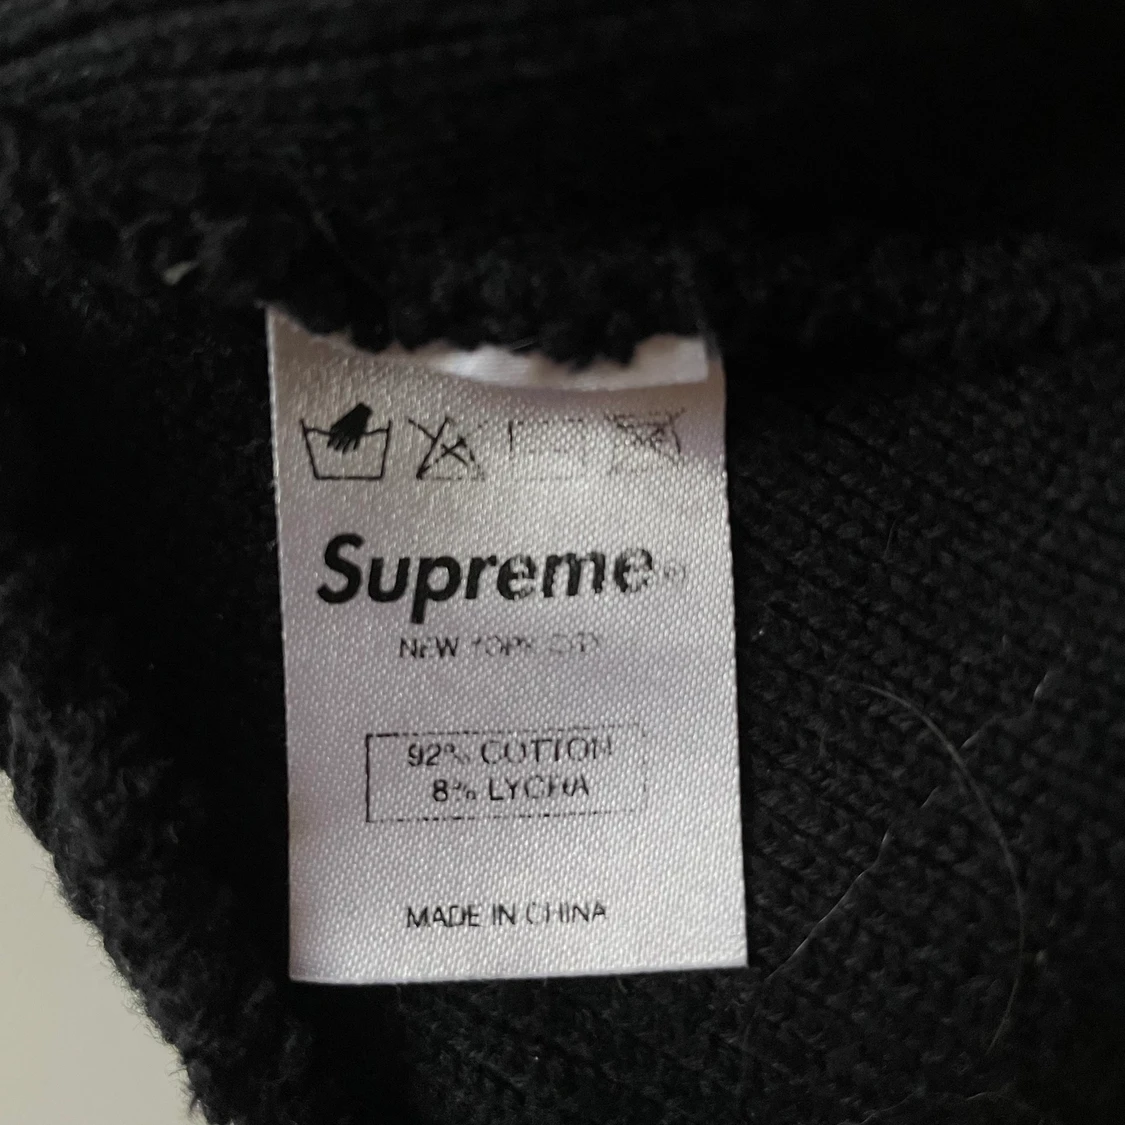 Supreme®
NEW YORK CITY
92% COTTON
8% LYCRA
MADE IN CHINA